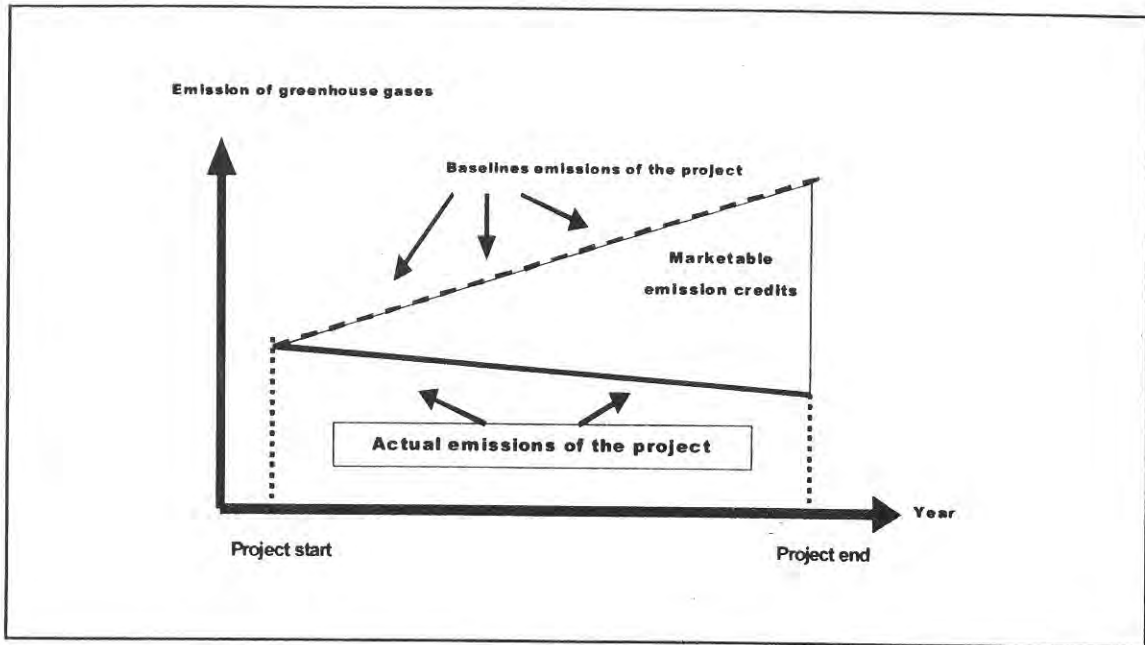 Emission of greenhouse gases
Baselines emissions of the project
Marketable
emission credits
Actual emissions of the project
Year
Project start
Project end